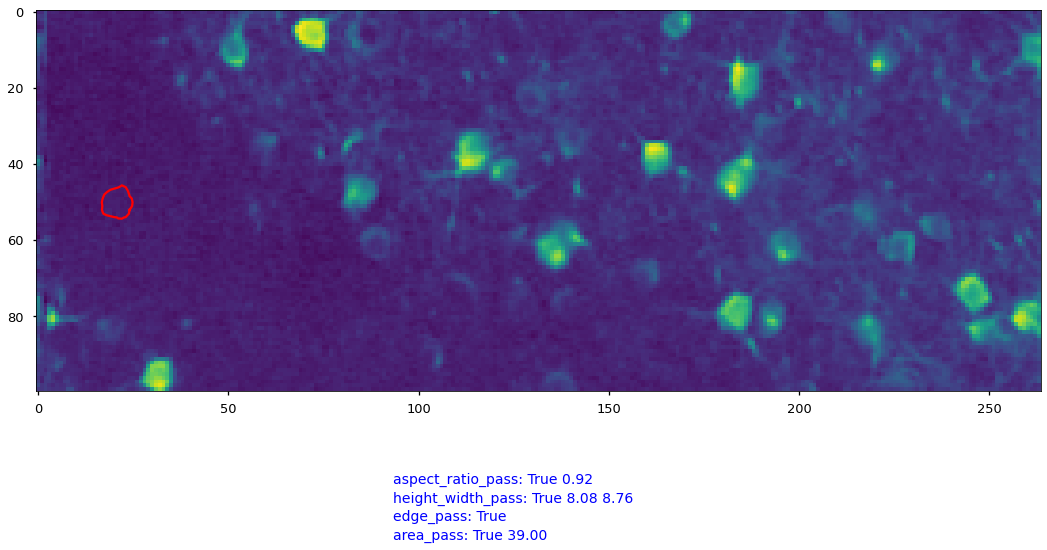 0
20
40
60
80
0 50 100 150 200 250
aspect_ratio_pass: True 0.92
height_width_pass: True 8.08 8.76
edge_pass: True
area_pass: True 39.00